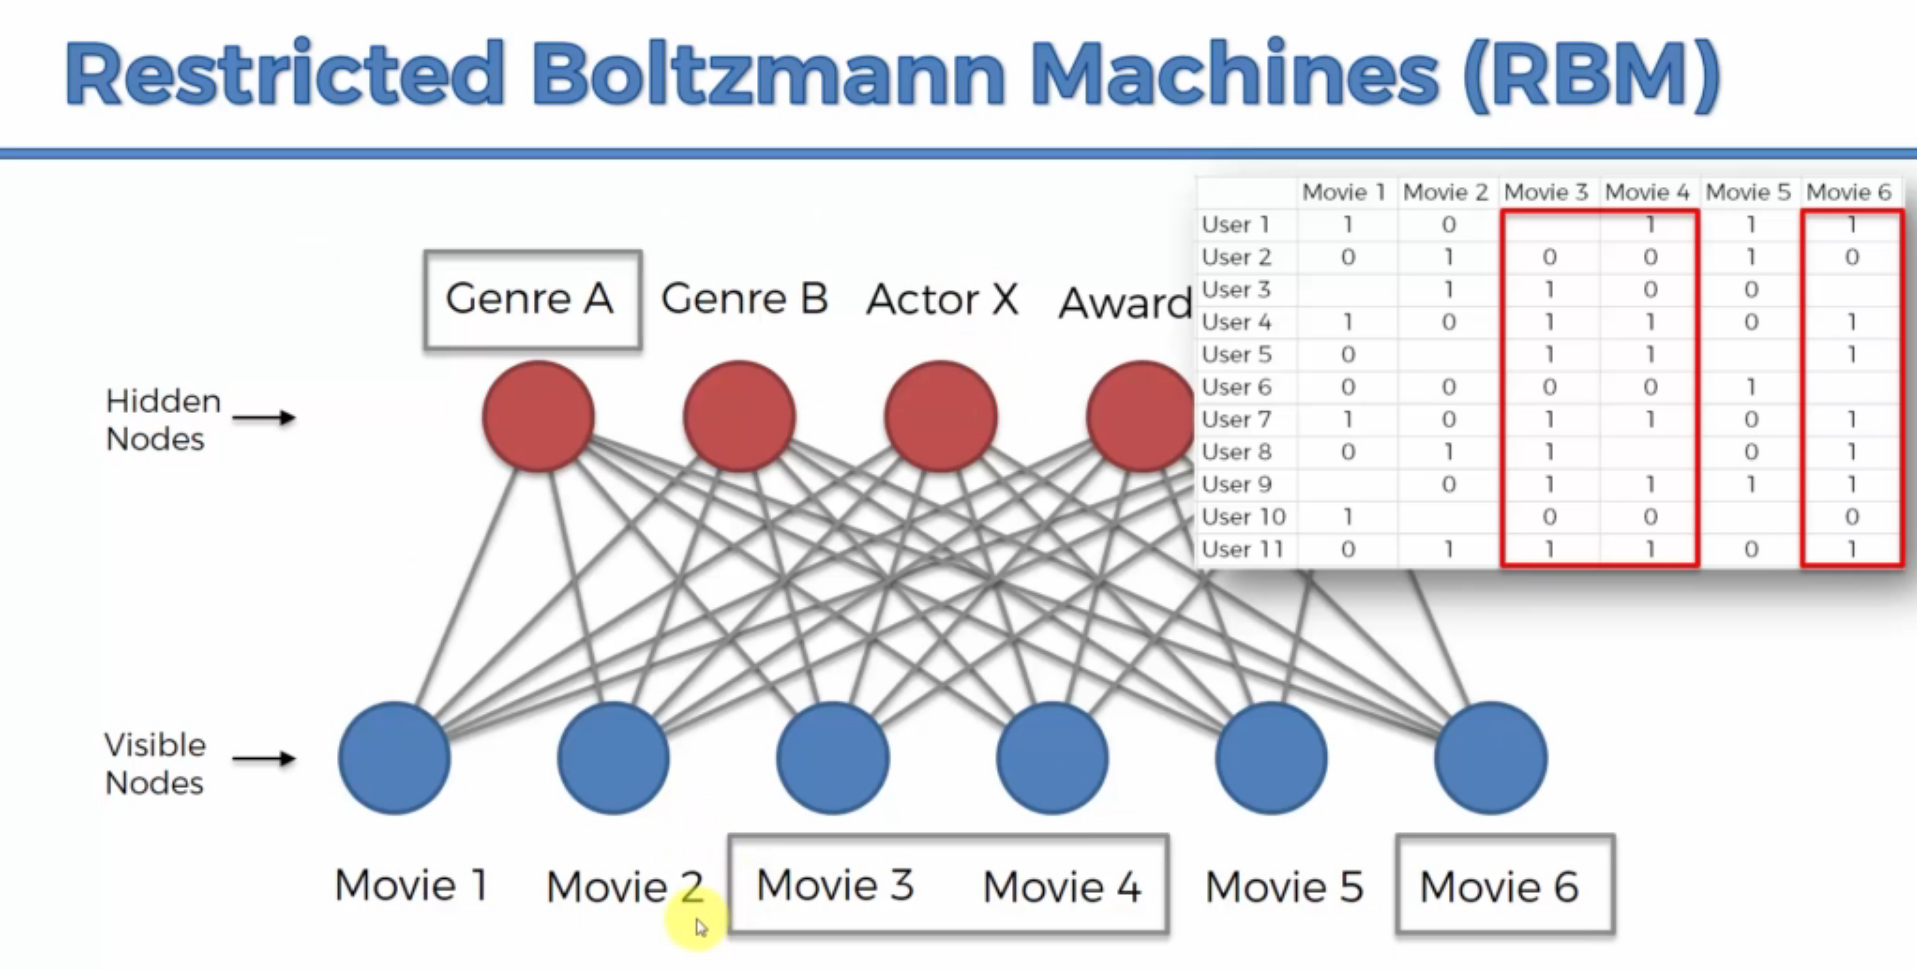 Restricted Boltzmann Machines (RBM)
Movie 1 Movie 2 Movie 3 Movie 4 Movie 5 Movie 6
User 1 1 0 1 1 1
User 2 0 1 0 0 1 0
User 3 1 1 0 0
User 4 1 0 1 1 0 1
User 5 0 1 1 1
User 6 0 0 0 0 1
User 7 1 0 1 1 0 1
User 8 0 1 1 0 1
User 9 0 1 1 1 1
User 10 1 0 0 0
User 11 0 1 1 1 0 1
Genre A Genre B Actor X Award
Hidden
Nodes
Visible
Nodes
Movie 1 Movie 2 Movie 3 Movie 4 Movie 5 Movie 6